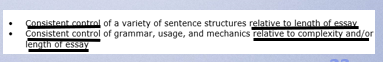 • Consistent control of a variety of sentence structures relative to length of essay
• Consistent control of grammar, usage, and mechanics relative to complexity and/or
length of essay